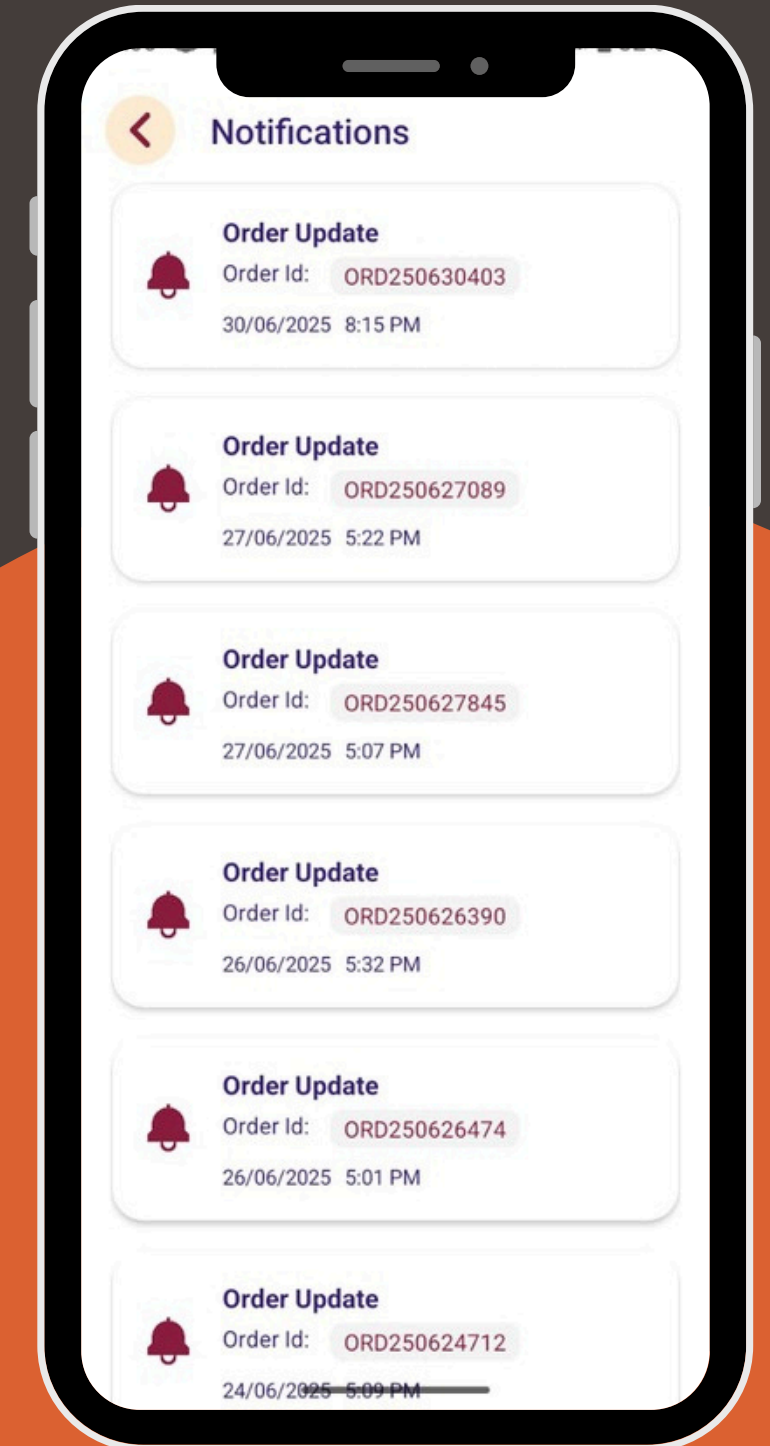 Notifications
Order Update
Order Id: ORD250630403
30/06/2025 8:15 PM
Order Update
Order Id: ORD250627089
27/06/2025 5:22 PM
Order Update
Order Id: ORD250627845
27/06/2025 5:07 PM
Order Update
Order Id: ORD250626390
26/06/2025 5:32 PM
Order Update
Order Id: ORD250626474
26/06/2025 5:01 PM
Order Update
Order Id: ORD250624712
24/06/2025 5:09 PM